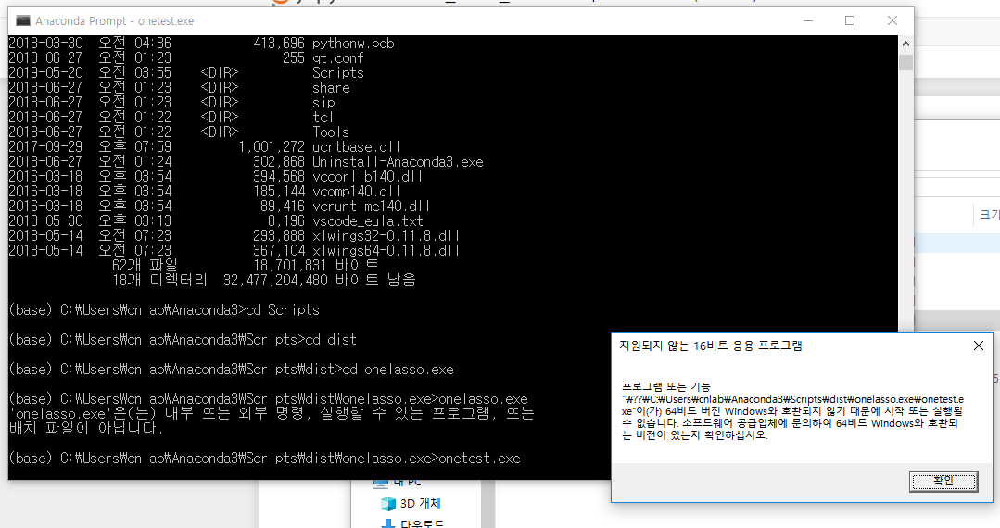 Anaconda Prompt - onetest.exe
2018-03-30 오전 04:36 413,696 pythonw.pdb
2018-06-27 오전 01:23 255 qt.conf
2019-05-20 오전 03:55 <DIR> Scripts
2018-06-27 오전 01:23 <DIR> share
2018-06-27 오전 01:23 <DIR> sip
2018-06-27 오전 01:22 <DIR> tcl
2018-06-27 오전 01:22 <DIR> Tools
2017-09-29 오후 07:59 1,001,272 ucrtbase.dll
2018-06-27 오전 01:24 302,868 Uninstall-Anaconda3.exe
2016-03-18 오후 03:54 394,568 vccorlib140.dll
2016-03-18 오후 03:54 185,144 vcomp140.dll
2016-03-18 오후 03:54 89,416 vcruntime140.dll
2018-05-30 오후 03:13 8,196 vscode_eula.txt
2018-05-14 오전 07:23 293,888 xlwings32-0.11.8.dll
2018-05-14 오전 07:23 367,104 xlwings64-0.11.8.dll
62개 파일 18,701,831 바이트
18개 디렉터리 32,477,204,480 바이트 남음
(base) C:₩Users₩cnlab₩Anaconda3>cd Scripts
(base) C:₩Users₩cnlab₩Anaconda3₩Scripts>cd dist
(base) C:₩Users₩cnlab₩Anaconda3₩Scripts₩dist>cd onelasso.exe
(base) C:₩Users₩cnlab₩Anaconda3₩Scripts₩dist₩onelasso.exe>onelasso.exe
'onelasso.exe'은(는) 내부 또는 외부 명령, 실행할 수 있는 프로그램, 또는
배치 파일이 아닙니다.
(base) C:₩Users₩cnlab₩Anaconda3₩Scripts₩dist₩onelasso.exe>onetest.exe
지원되지 않는 16비트 응용 프로그램
프로그램 또는 기능
"₩??₩C:₩Users₩cnlab₩Anaconda3₩Scripts₩dist₩onelasso.exe₩onetest.e
xe"이(가) 64비트 버전 Windows와 호환되지 않기 때문에 시작 또는 실행될
수 없습니다. 소프트웨어 공급업체에 문의하여 64비트 Windows와 호환되
는 버전이 있는지 확인하십시오.
확인
크기
내 PC
3D 개체
다운로드